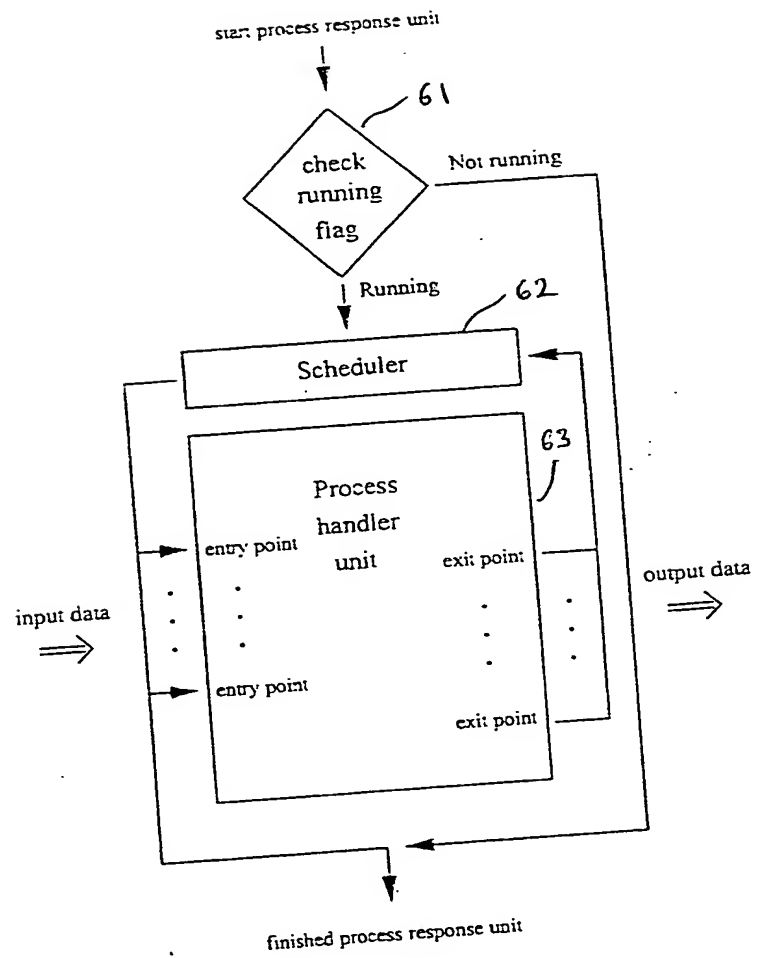 start process response unit
61
check
running
flag
Not running
Running
62
Scheduler
63
Process
handler
unit
entry point
exit point
input data
output data
entry point
exit point
finished process response unit